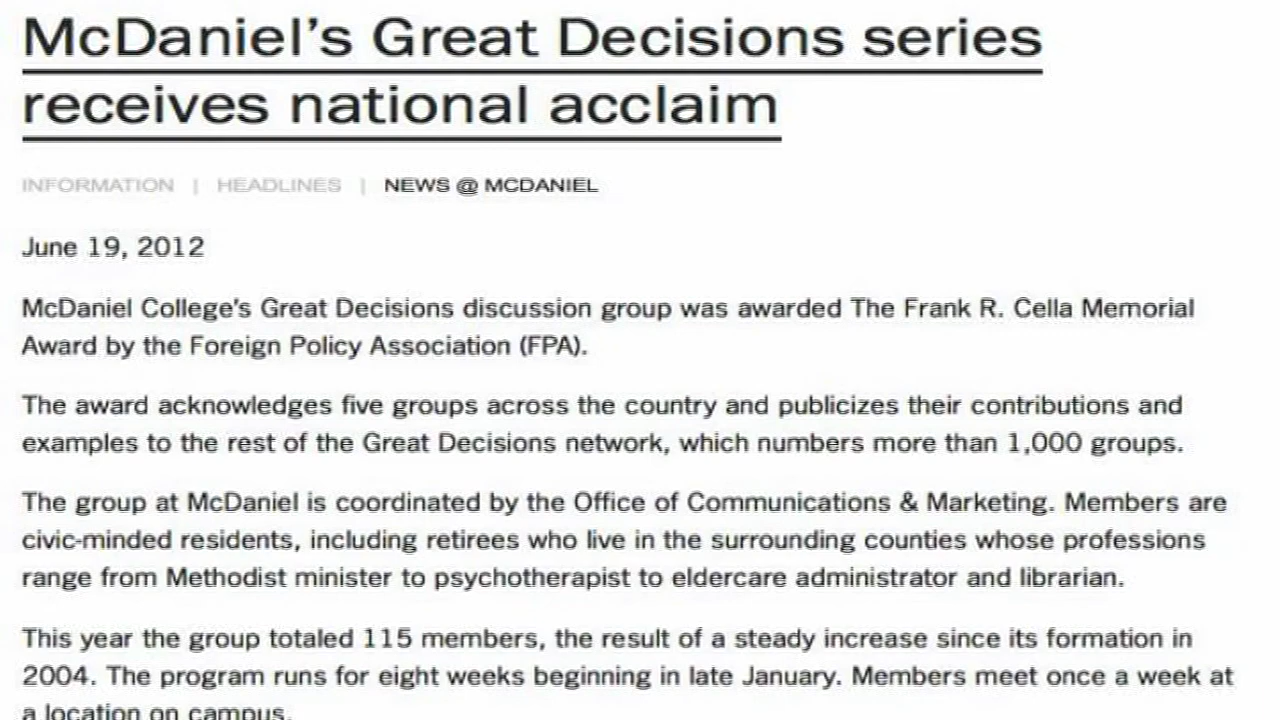 McDaniel's Great Decisions series
receives national acclaim
INFORMATION | HEADLINES | NEWS @ MCDANIEL
June 19, 2012
McDaniel College's Great Decisions discussion group was awarded The Frank R. Cella Memorial
Award by the Foreign Policy Association (FPA).
The award acknowledges five groups across the country and publicizes their contributions and
examples to the rest of the Great Decisions network, which numbers more than 1,000 groups.
The group at McDaniel is coordinated by the Office of Communications & Marketing. Members are
civic-minded residents, including retirees who live in the surrounding counties whose professions
range from Methodist minister to psychotherapist to eldercare administrator and librarian.
This year the group totaled 115 members, the result of a steady increase since its formation in
2004. The program runs for eight weeks beginning in late January. Members meet once a week at
a location on campus.